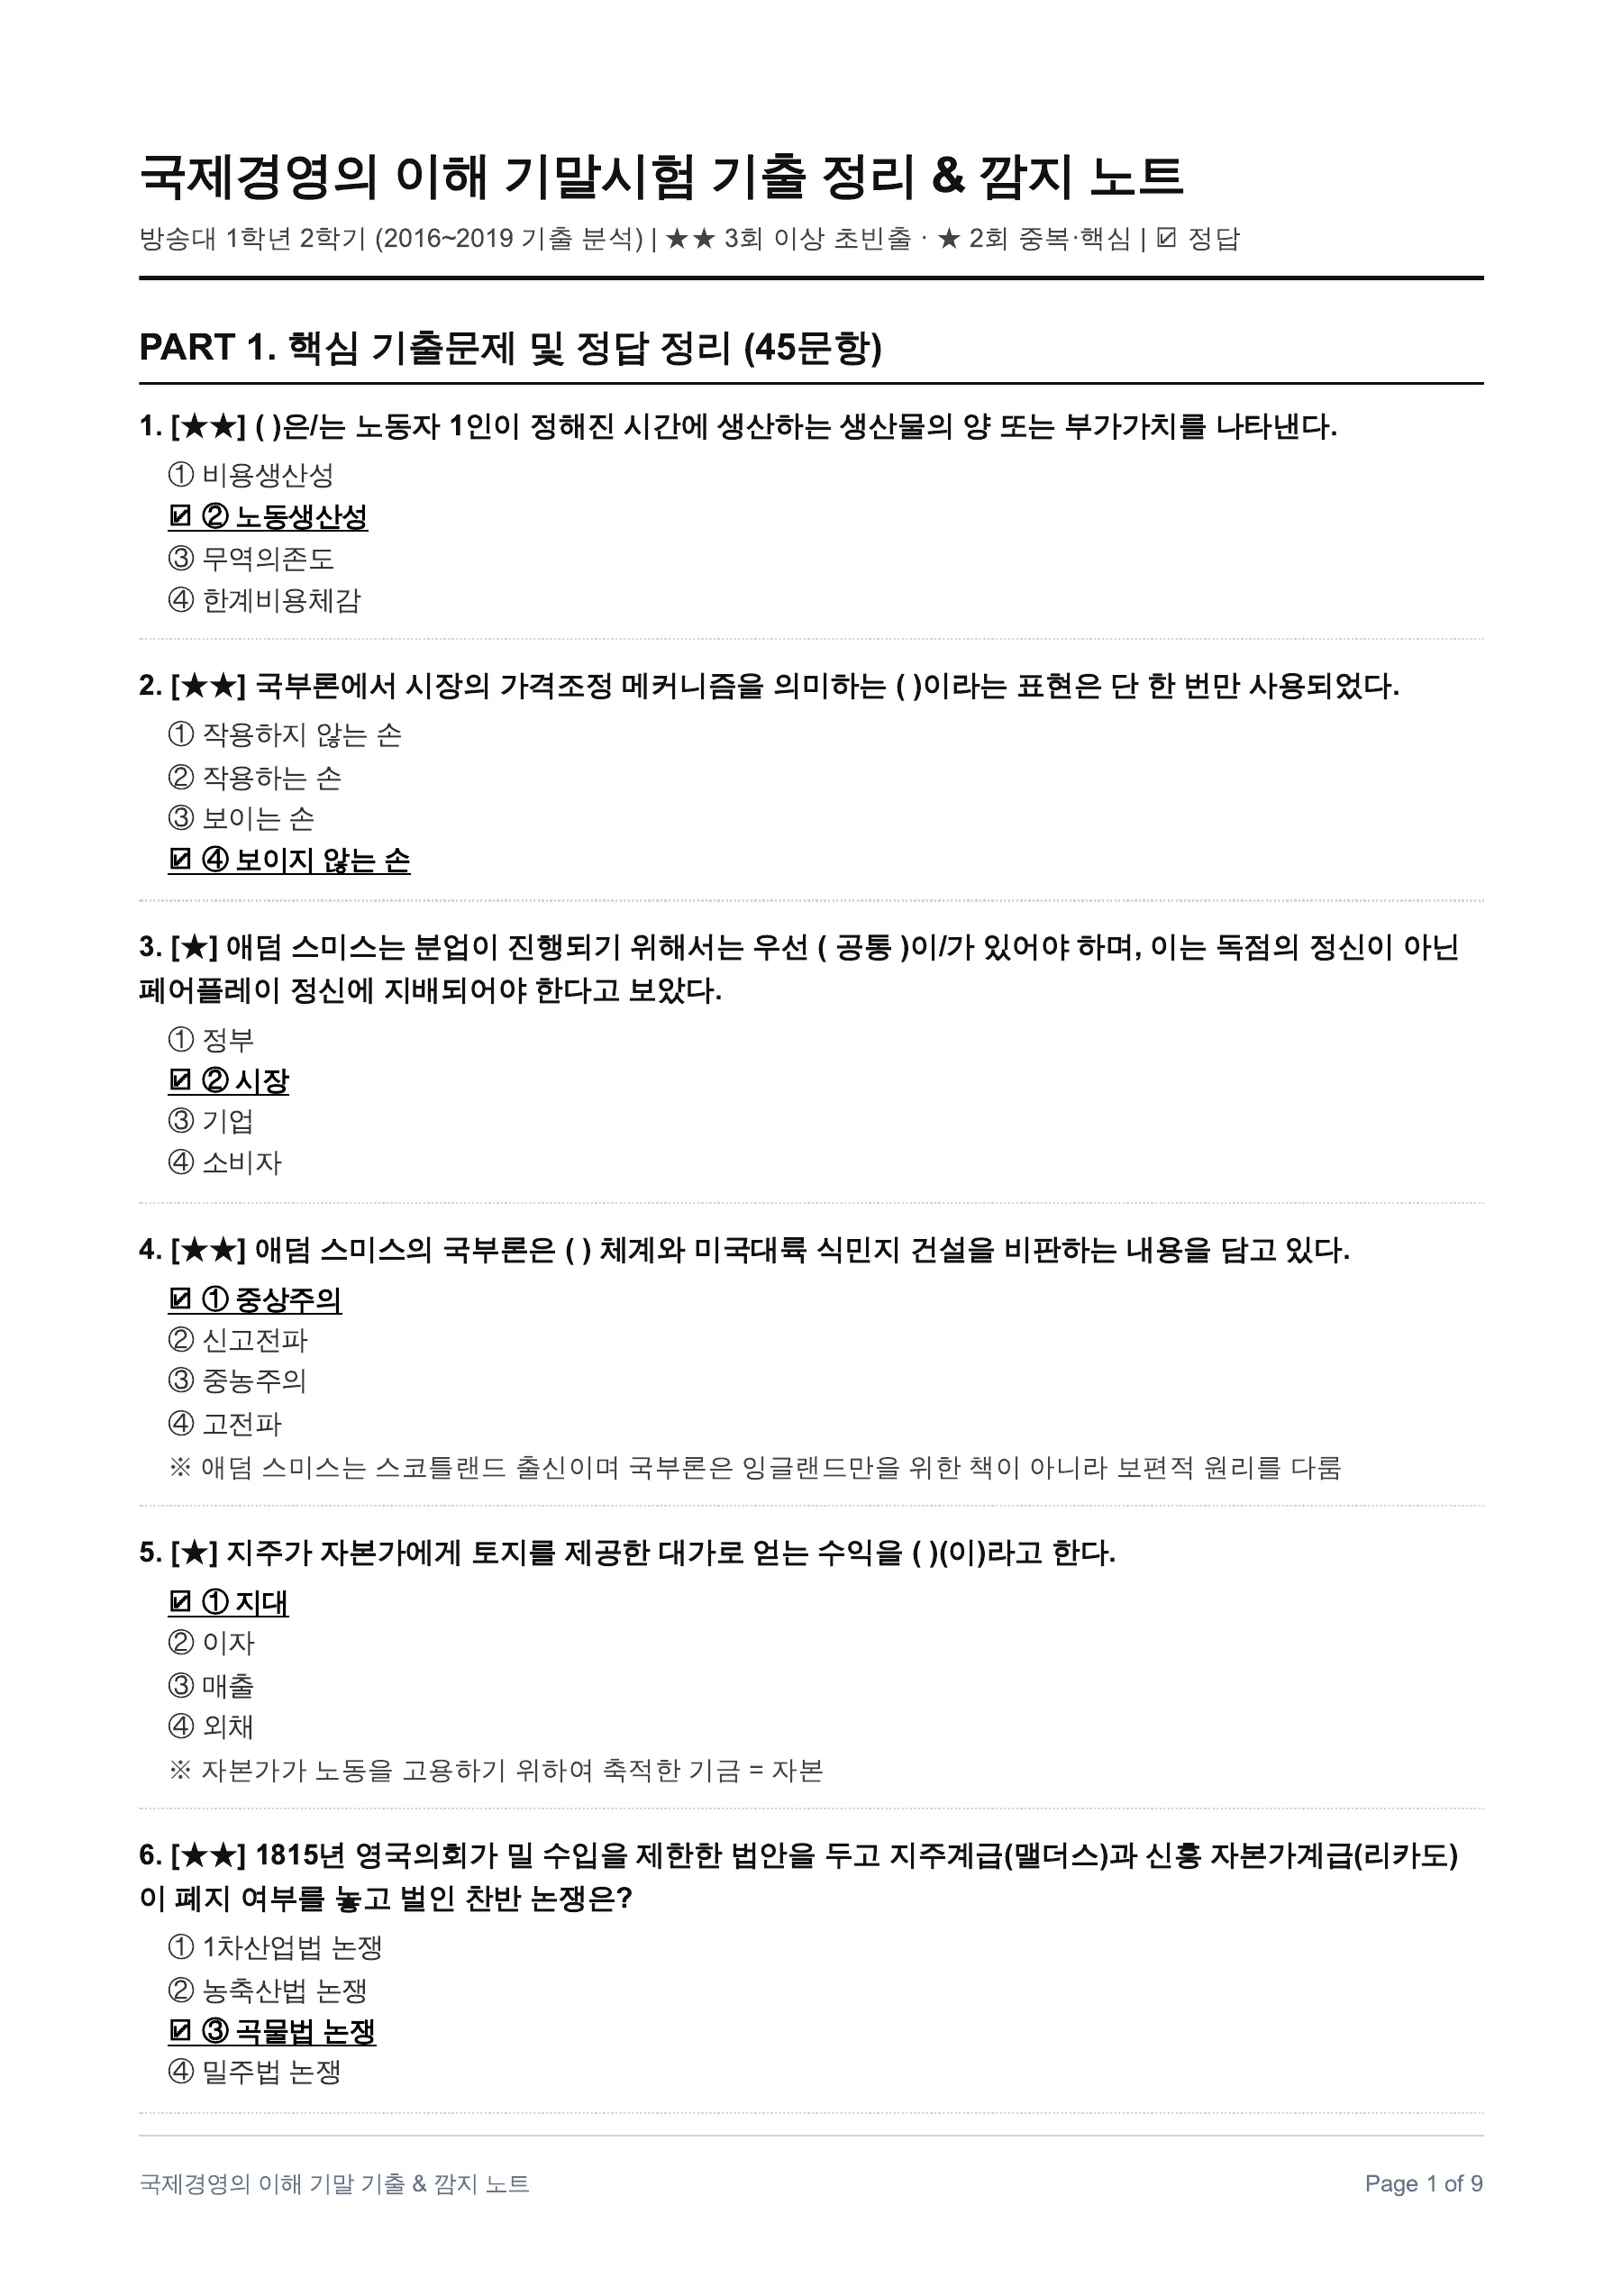 국제경영의 이해 기말시험 기출 정리 & 깜지 노트
방송대 1학년 2학기 (2016~2019 기출 분석) | ★★ 3회 이상 초빈출 · ★ 2회 중복·핵심 | ☑ 정답
PART 1. 핵심 기출문제 및 정답 정리 (45문항)
1. [★★] ( )은/는 노동자 1인이 정해진 시간에 생산하는 생산물의 양 또는 부가가치를 나타낸다.
① 비용생산성
☑ ② 노동생산성
③ 무역의존도
④ 한계비용체감
2. [★★] 국부론에서 시장의 가격조정 메커니즘을 의미하는 ( )이라는 표현은 단 한 번만 사용되었다.
① 작용하지 않는 손
② 작용하는 손
③ 보이는 손
☑ ④ 보이지 않는 손
3. [★] 애덤 스미스는 분업이 진행되기 위해서는 우선 ( 공통 )이/가 있어야 하며, 이는 독점의 정신이 아닌
페어플레이 정신에 지배되어야 한다고 보았다.
① 정부
☑ ② 시장
③ 기업
④ 소비자
4. [★★] 애덤 스미스의 국부론은 ( ) 체계와 미국대륙 식민지 건설을 비판하는 내용을 담고 있다.
☑ ① 중상주의
② 신고전파
③ 중농주의
④ 고전파
※ 애덤 스미스는 스코틀랜드 출신이며 국부론은 잉글랜드만을 위한 책이 아니라 보편적 원리를 다룸
5. [★] 지주가 자본가에게 토지를 제공한 대가로 얻는 수익을 ( )(이)라고 한다.
☑ ① 지대
② 이자
③ 매출
④ 외채
※ 자본가가 노동을 고용하기 위하여 축적한 기금 = 자본
6. [★★] 1815년 영국의회가 밀 수입을 제한한 법안을 두고 지주계급(맬더스)과 신흥 자본가계급(리카도)
이 폐지 여부를 놓고 벌인 찬반 논쟁은?
① 1차산업법 논쟁
② 농축산법 논쟁
☑ ③ 곡물법 논쟁
④ 밀주법 논쟁
국제경영의 이해 기말 기출 & 깜지 노트
Page 1 of 9